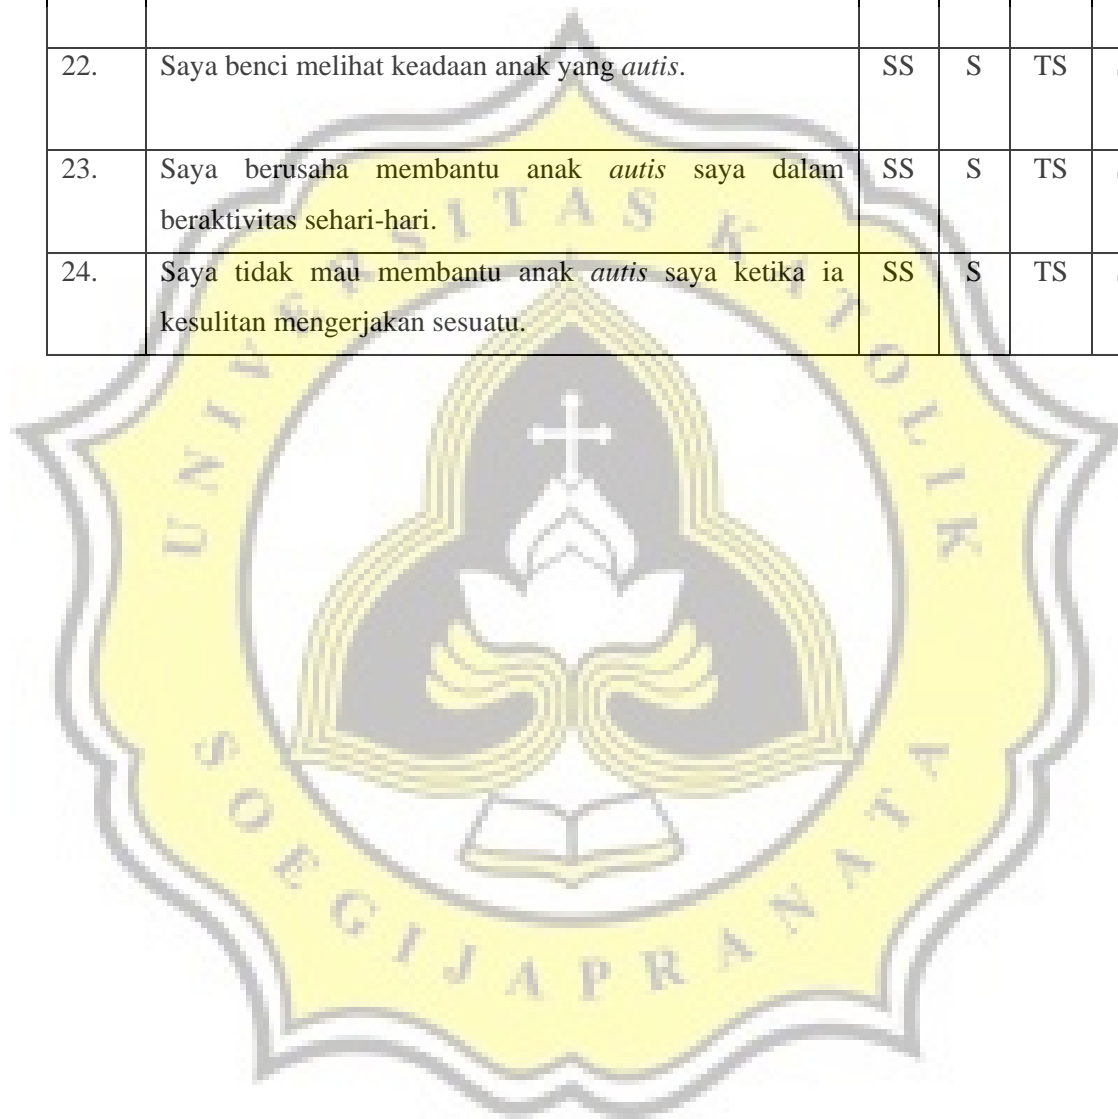 22. Saya benci melihat keadaan anak yang autis. SS S TS
23. Saya berusaha membantu anak autis saya dalam SS S TS
beraktivitas sehari-hari.
24. Saya tidak mau membantu anak autis saya ketika ia SS S TS
kesulitan mengerjakan sesuatu.
UNIVERSITAS KATOLIK
SOEGIJAPRANATA